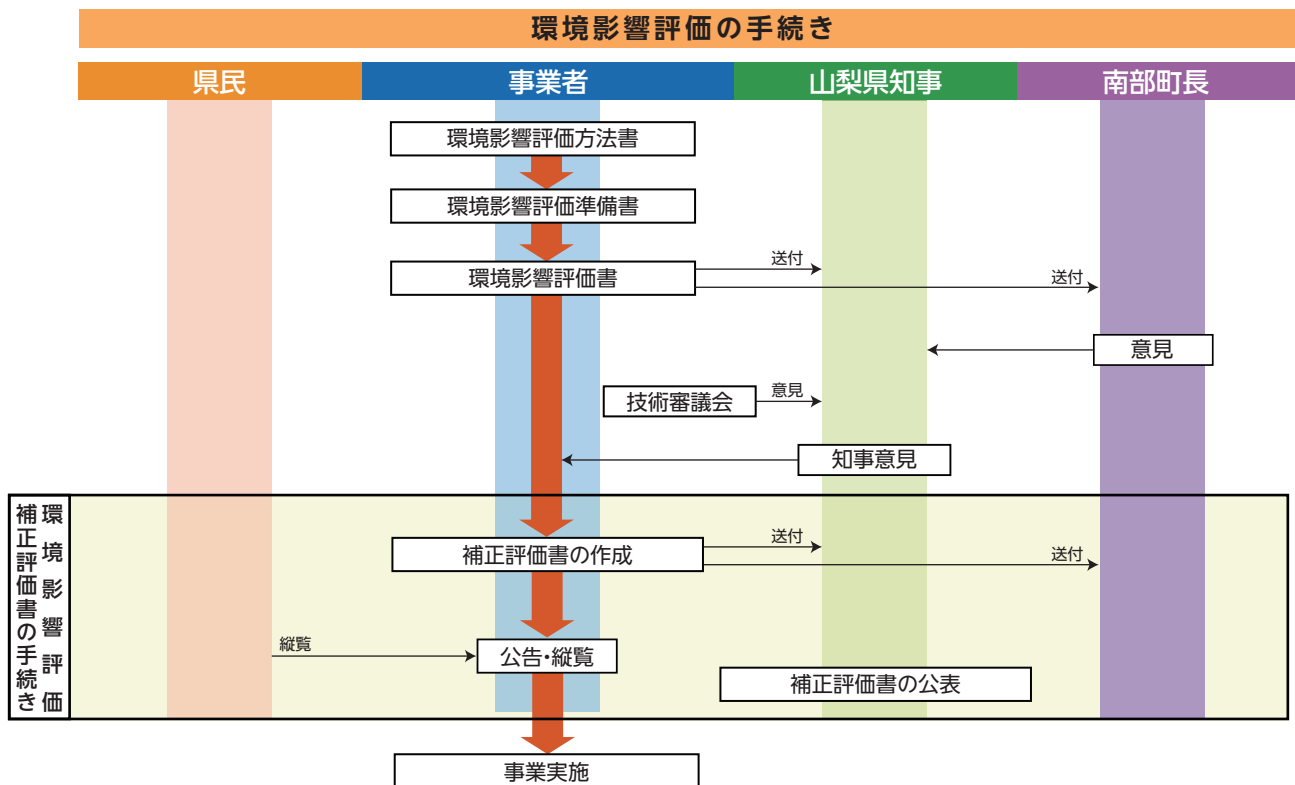 環境影響評価の手続き
県民
事業者
山梨県知事
南部町長
環境影響評価方法書
環境影響評価準備書
環境影響評価書
送付
送付
意見
技術審議会
意見
知事意見
環境影響評価
補正評価書の手続き
補正評価書の作成
送付
送付
縦覧
公告・縦覧
補正評価書の公表
事業実施